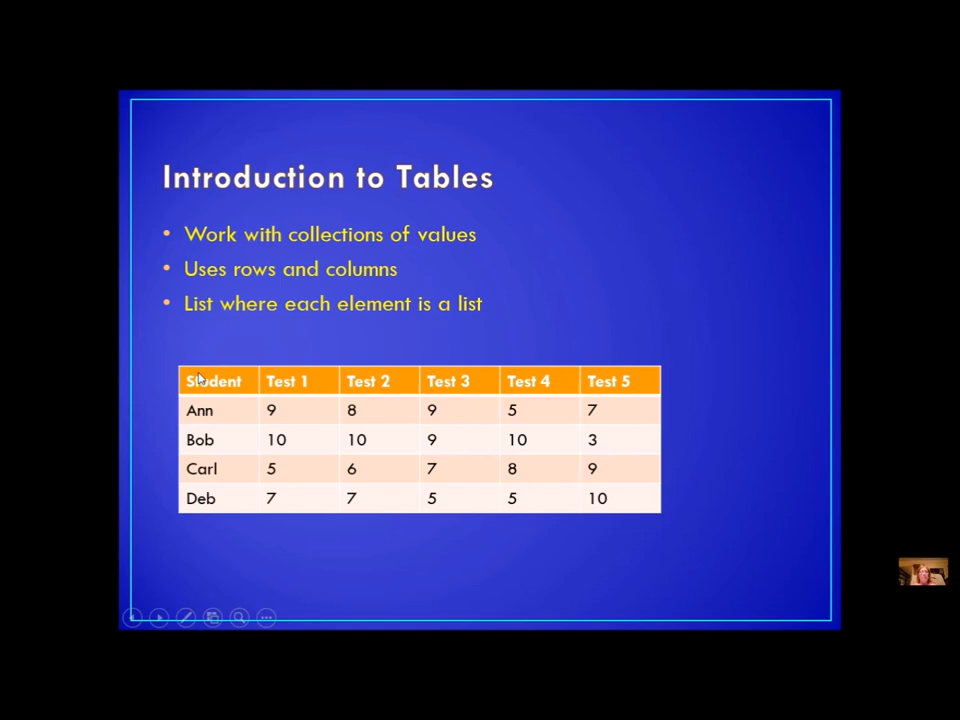 Introduction to Tables
• Work with collections of values
• Uses rows and columns
• List where each element is a list
Student Test 1 Test 2 Test 3 Test 4 Test 5
Ann 9 8 9 5 7
Bob 10 10 9 10 3
Carl 5 6 7 8 9
Deb 7 7 5 5 10